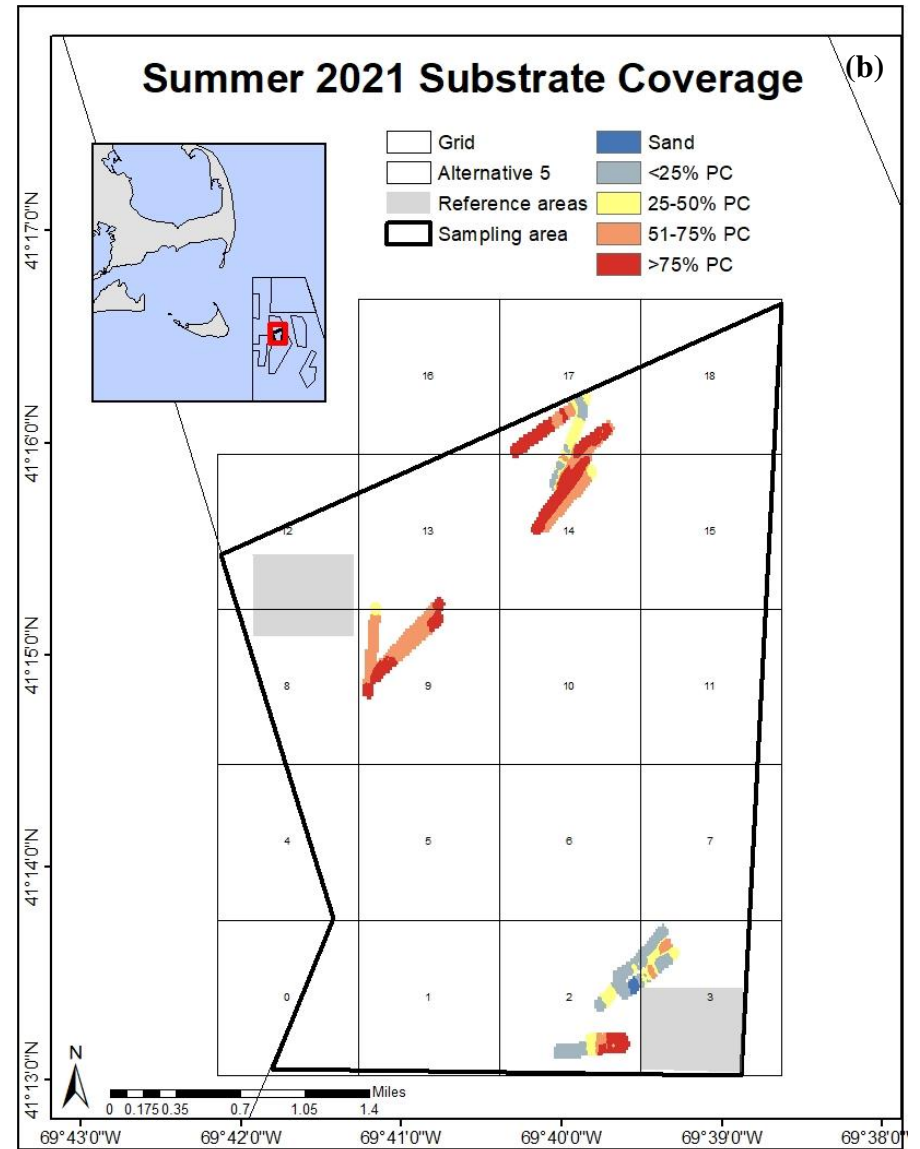 Summer 2021 Substrate Coverage
(b)
Grid
Alternative 5
Reference areas
Sampling area
Sand
<25% PC
25-50% PC
51-75% PC
>75% PC
41°17'0"N
41°16'0"N
41°15'0"N
41°14'0"N
41°13'0"N
16 17 18
12 13 14 15
8 9 10 11
4 5 6 7
0 1 2 3
N
Miles
0 0.175 0.35 0.7 1.05 1.4
69°43'0"W 69°42'0"W 69°41'0"W 69°40'0"W 69°39'0"W 69°38'0"W